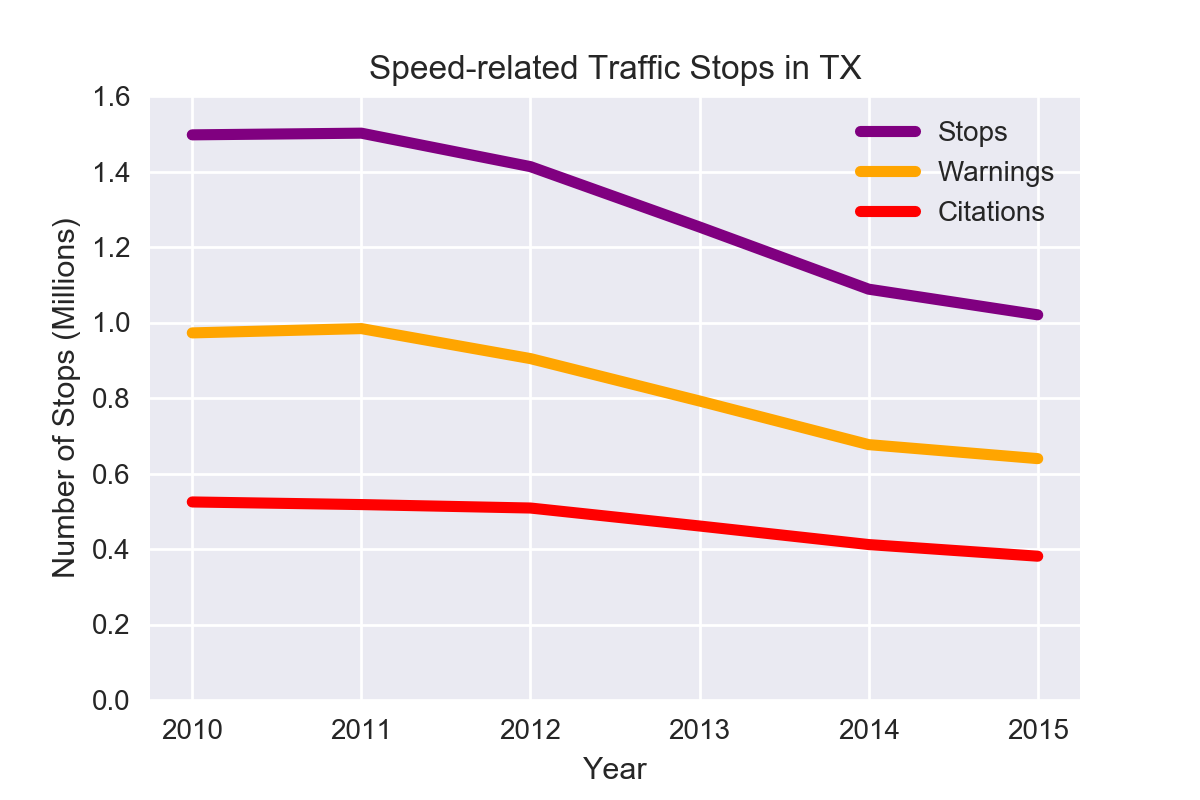 Speed-related Traffic Stops in TX
1.6
1.4
1.2
1.0
0.8
0.6
0.4
0.2
0.0
Number of Stops (Millions)
Stops
Warnings
Citations
2010 2011 2012 2013 2014 2015
Year